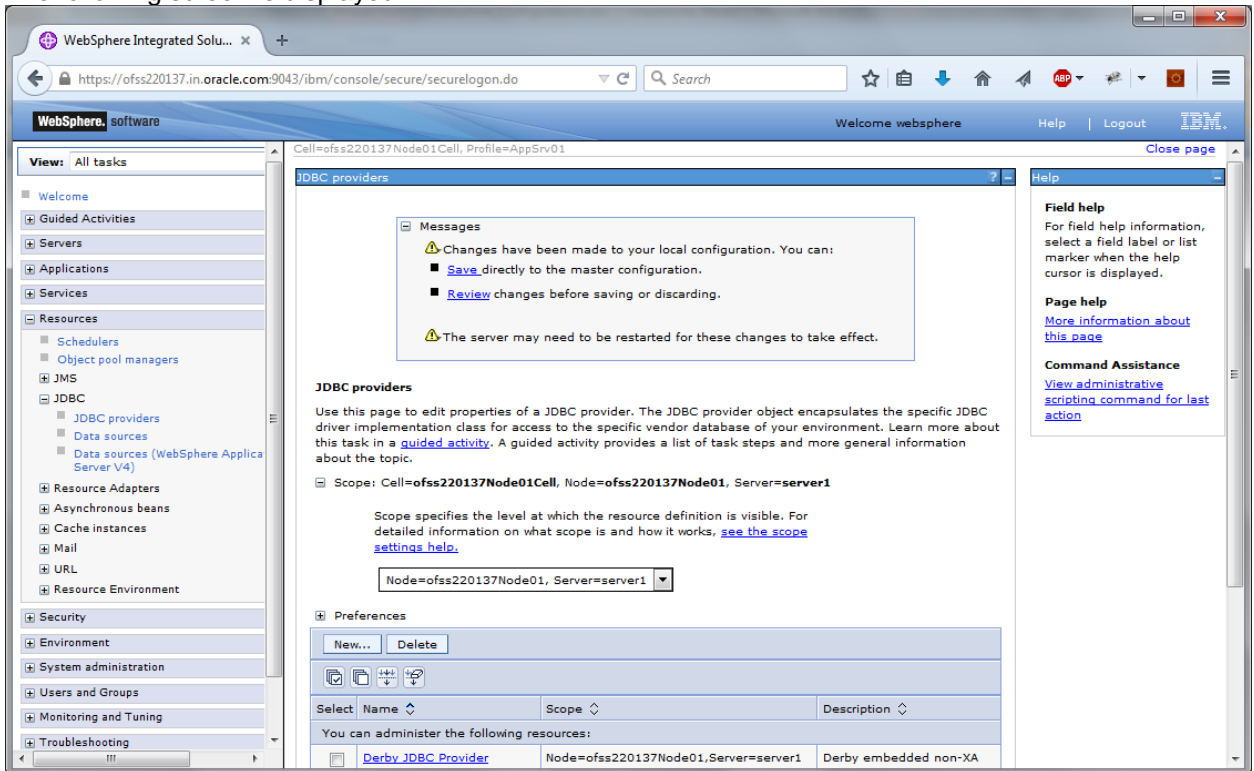 WebSphere Integrated Solu...
https://ofss220137.in.oracle.com:9043/ibm/console/secure/securelogon.do
Search
ABP
WebSphere. software
Welcome websphere
Help | Logout
IBM.
View: All tasks
Welcome
Guided Activities
Servers
Applications
Services
Resources
Schedulers
Object pool managers
JMS
JDBC
JDBC providers
Data sources
Data sources (WebSphere Applica
Server V4)
Resource Adapters
Asynchronous beans
Cache instances
Mail
URL
Resource Environment
Security
Environment
System administration
Users and Groups
Monitoring and Tuning
Troubleshooting
Cell=ofss220137Node01Cell, Profile=AppSrv01
Close page
JDBC providers
Messages
Changes have been made to your local configuration. You can:
Save directly to the master configuration.
Review changes before saving or discarding.
The server may need to be restarted for these changes to take effect.
JDBC providers
Use this page to edit properties of a JDBC provider. The JDBC provider object encapsulates the specific JDBC
driver implementation class for access to the specific vendor database of your environment. Learn more about
this task in a guided activity. A guided activity provides a list of task steps and more general information
about the topic.
Scope: Cell=ofss220137Node01Cell, Node=ofss220137Node01, Server=server1
Scope specifies the level at which the resource definition is visible. For
detailed information on what scope is and how it works, see the scope
settings help.
Node=ofss220137Node01, Server=server1
Preferences
New... Delete
Select Name Scope Description
You can administer the following resources:
Derby JDBC Provider Node=ofss220137Node01,Server=server1 Derby embedded non-XA
Help
Field help
For field help information,
select a field label or list
marker when the help
cursor is displayed.
Page help
More information about
this page
Command Assistance
View administrative
scripting command for last
action